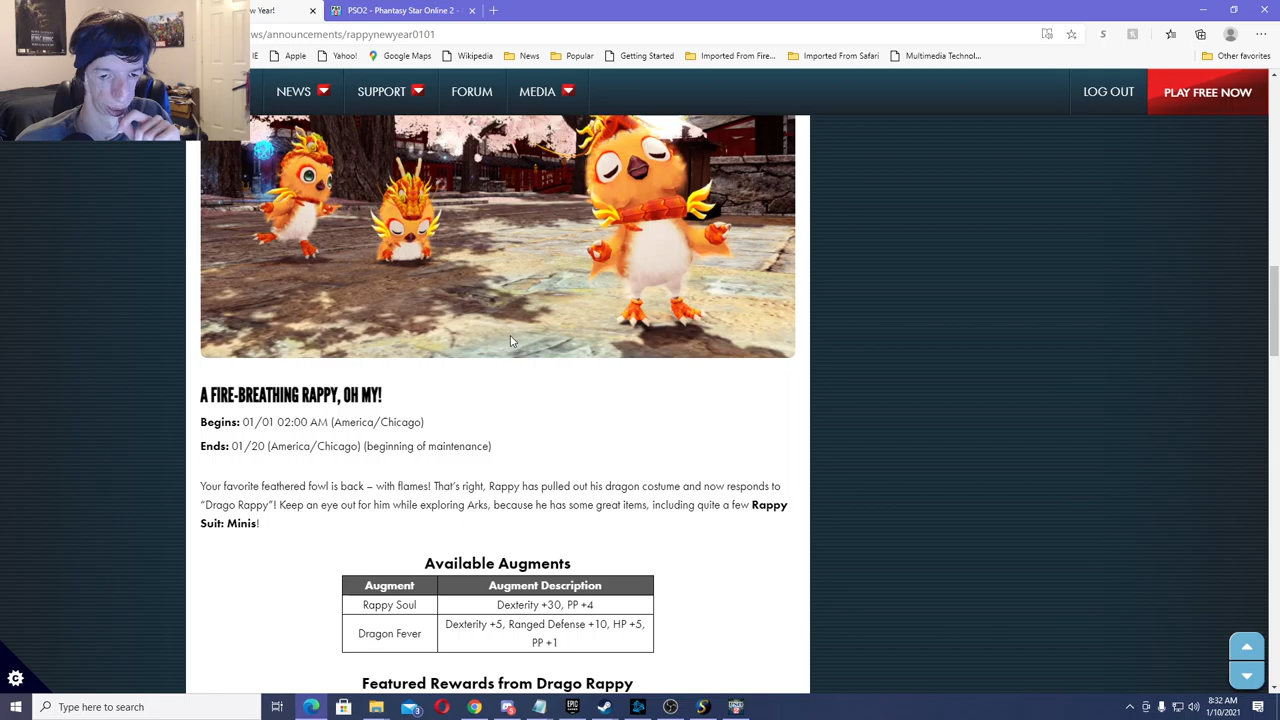 w Year!
PSO2 - Phantasy Star Online 2 -
ws/announcements/rappynewyear0101
IE
Apple
Yahoo!
Google Maps
Wikipedia
News
Popular
Getting Started
Imported From Fire...
Imported From Safari
Multimedia Technol...
Other favorites
NEWS
SUPPORT
FORUM
MEDIA
LOG OUT
PLAY FREE NOW
A FIRE-BREATHING RAPPY, OH MY!
Begins: 01/01 02:00 AM (America/Chicago)
Ends: 01/20 (America/Chicago) (beginning of maintenance)
Your favorite feathered fowl is back – with flames! That's right, Rappy has pulled out his dragon costume and now responds to
“Drago Rappy”! Keep an eye out for him while exploring Arks, because he has some great items, including quite a few Rappy
Suit: Minis!
Available Augments
Augment Augment Description
Rappy Soul Dexterity +30, PP +4
Dragon Fever Dexterity +5, Ranged Defense +10, HP +5,
PP +1
Featured Rewards from Drago Rappy
Type here to search
3
EPIC
8:32 AM
1/10/2021